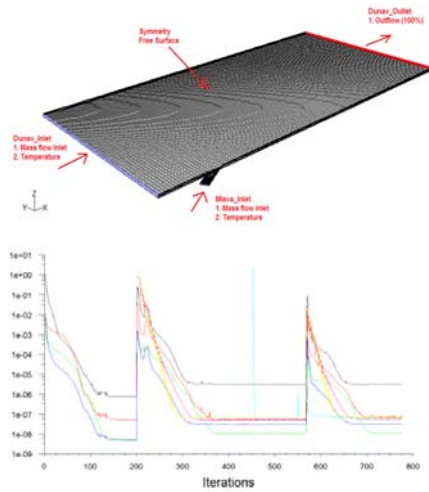 Symmetry
Free Surface
Dunav_Outlet
1. Outflow (100%)
Dunav_Inlet
1. Mass flow Inlet
2. Temperature
Mlava_Inlet
1. Mass flow Inlet
2. Temperature
Z
Y X
1e+01
1e+00
1e-01
1e-02
1e-03
1e-04
1e-05
1e-06
1e-07
1e-08
1e-09
0 100 200 300 400 500 600 700 800
Iterations